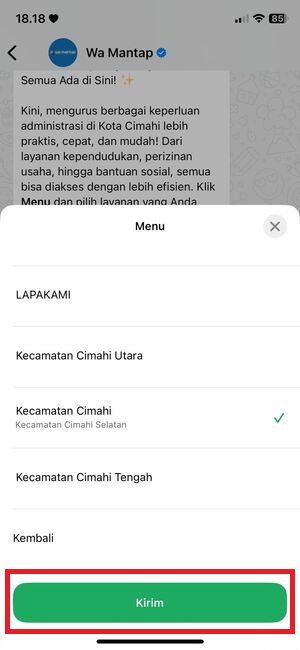 18.18
85
Wa Mantap
Semua Ada di Sini! ✨
Kini, mengurus berbagai keperluan
administrasi di Kota Cimahi lebih
praktis, cepat, dan mudah! Dari
layanan kependudukan, perizinan
usaha, hingga bantuan sosial, semua
bisa diakses dengan lebih efisien. Klik
Menu dan pilih layanan yang Anda
Menu
LAPAKAMI
Kecamatan Cimahi Utara
Kecamatan Cimahi
Kecamatan Cimahi Selatan
Kecamatan Cimahi Tengah
Kembali
Kirim